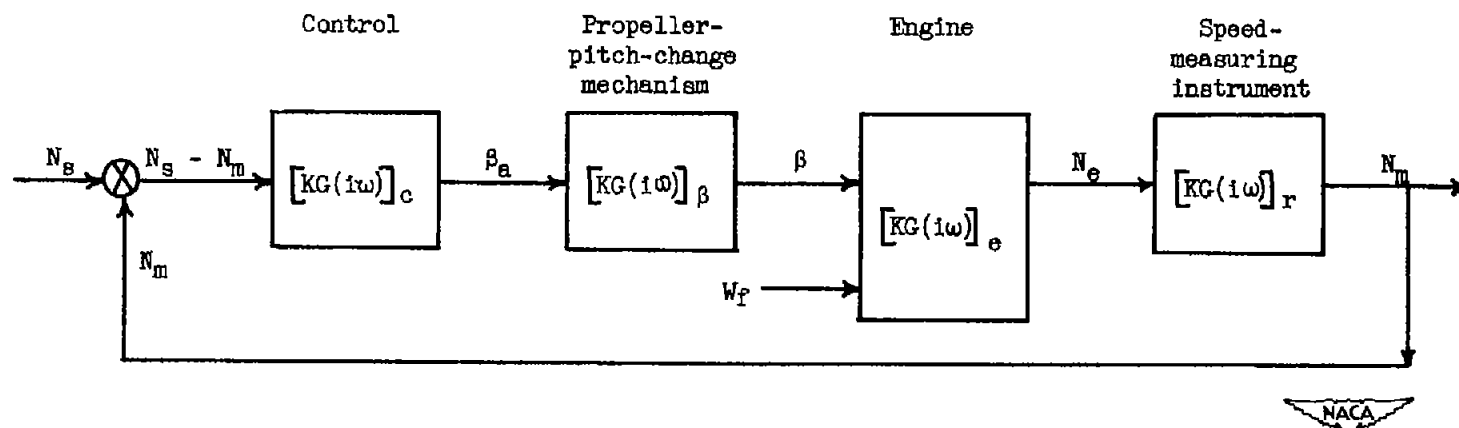 Control
Propeller-
pitch-change
mechanism
Engine
Speed-
measuring
instrument
N_s
N_s - N_m
[KG(iω)]_c
β_a
[KG(iω)]_β
β
[KG(iω)]_e
N_e
[KG(iω)]_r
N_m
N_m
W_f
NACA